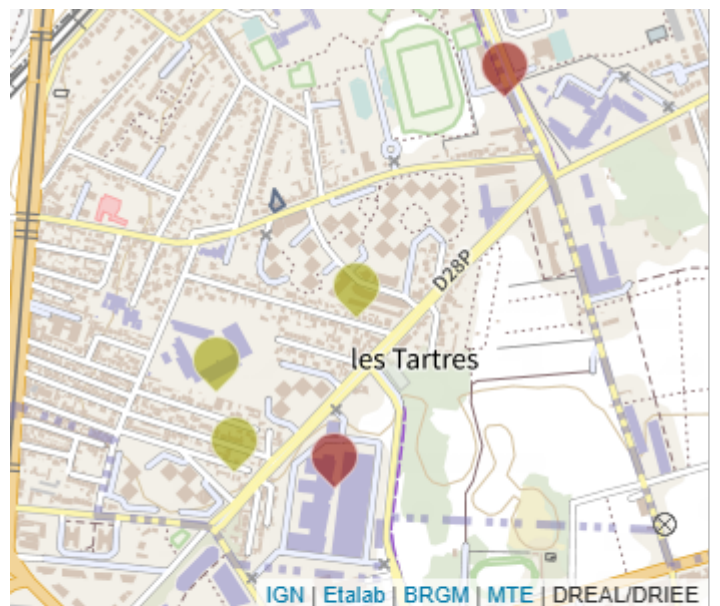 D28P
les Tartres
IGN | Etalab | BRGM | MTE | DREAL/DRIEE